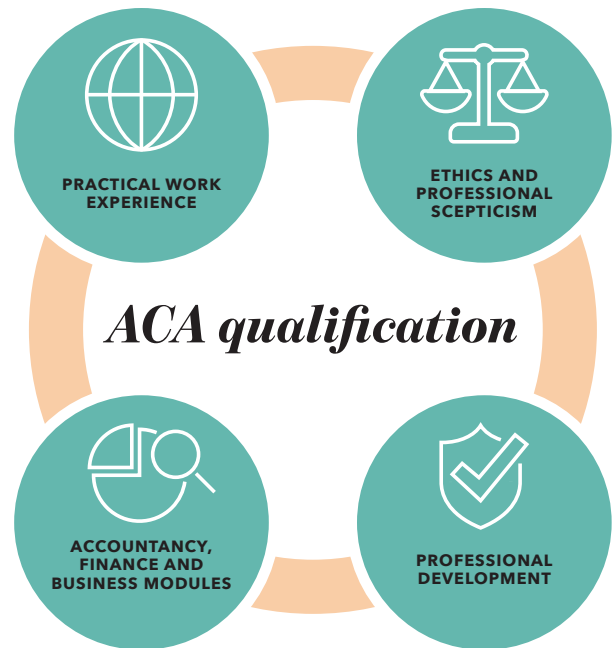 PRACTICAL WORK
EXPERIENCE
ETHICS AND
PROFESSIONAL
SCEPTICISM
ACA qualification
ACCOUNTANCY,
FINANCE AND
BUSINESS MODULES
PROFESSIONAL
DEVELOPMENT